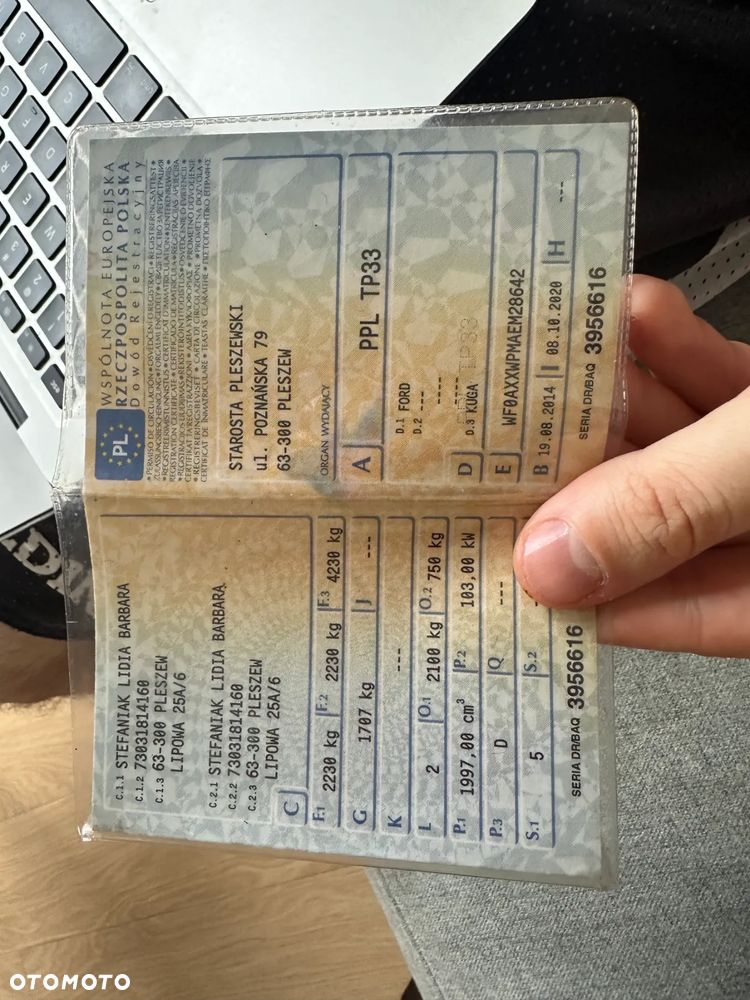 PL
WSPÓLNOTA EUROPEJSKA
RZECZPOSPOLITA POLSKA
Dowód Rejestracyjny
STAROSTA PLESZEWSKI
ul. POZNAŃSKA 79
63-300 PLESZEW
ORGAN WYDAJĄCY
A PPL TP33
D.1 FORD
D.2 ---
----
----
D D.3 KUGA
E WF0AXXWPMAEM28642
B 19.08.2014 I 08.10.2020 H ---
SERIA DR/BAQ 3956616
C.1.1 STEFANIAK LIDIA BARBARA
C.1.2 73031814160
C.1.3 63-300 PLESZEW
LIPOWA 25A/6
C.2.1 STEFANIAK LIDIA BARBARA
C.2.2 73031814160
C.2.3 63-300 PLESZEW
LIPOWA 25A/6
C
F.1 2230 kg F.2 2230 kg F.3 4230 kg
G 1707 kg J ---
K ---
L 2 O.1 2100 kg O.2 750 kg
P.1 1997,00 cm³ P.2 103,00 kW
P.3 D Q ---
S.1 5 S.2
SERIA DR/BAQ 3956616
OTOMOTO